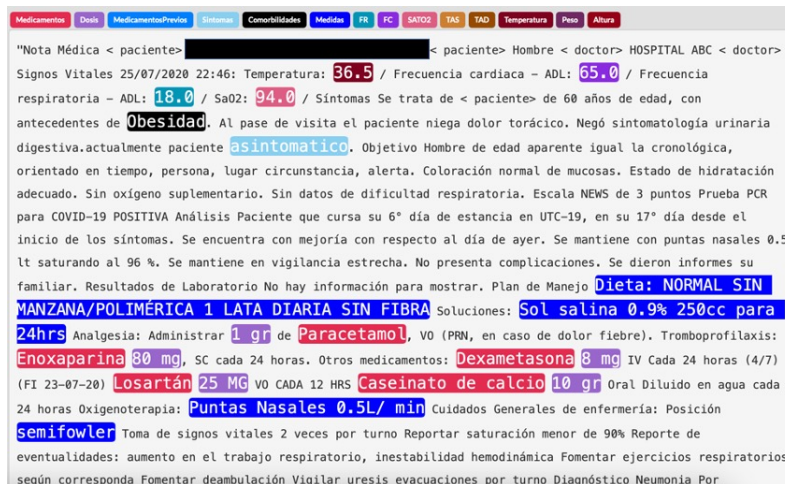 Medicamentos Dosis MedicamentosPrevios Sintomas Comorbilidades Medidas FR FC SATO2 TAS TAD Temperatura Peso Altura
"Nota Médica < paciente> < paciente> Hombre < doctor> HOSPITAL ABC < doctor>
Signos Vitales 25/07/2020 22:46: Temperatura: 36.5 / Frecuencia cardiaca – ADL: 65.0 / Frecuencia
respiratoria – ADL: 18.0 / SaO2: 94.0 / Síntomas Se trata de < paciente> de 60 años de edad, con
antecedentes de Obesidad. Al pase de visita el paciente niega dolor torácico. Negó sintomatología urinaria
digestiva.actualmente paciente asintomatico. Objetivo Hombre de edad aparente igual la cronológica,
orientado en tiempo, persona, lugar circunstancia, alerta. Coloración normal de mucosas. Estado de hidratación
adecuado. Sin oxígeno suplementario. Sin datos de dificultad respiratoria. Escala NEWS de 3 puntos Prueba PCR
para COVID–19 POSITIVA Análisis Paciente que cursa su 6° día de estancia en UTC–19, en su 17° día desde el
inicio de los síntomas. Se encuentra con mejoría con respecto al día de ayer. Se mantiene con puntas nasales 0.5
lt saturando al 96 %. Se mantiene en vigilancia estrecha. No presenta complicaciones. Se dieron informes su
familiar. Resultados de Laboratorio No hay información para mostrar. Plan de Manejo Dieta: NORMAL SIN
MANZANA/POLIMÉRICA 1 LATA DIARIA SIN FIBRA Soluciones: Sol salina 0.9% 250cc para
24hrs Analgesia: Administrar 1 gr de Paracetamol, VO (PRN, en caso de dolor fiebre). Tromboprofilaxis:
Enoxaparina 80 mg, SC cada 24 horas. Otros medicamentos: Dexametasona 8 mg IV Cada 24 horas (4/7)
(FI 23–07–20) Losartán 25 MG VO CADA 12 HRS Caseinato de calcio 10 gr Oral Diluido en agua cada
24 horas Oxigenoterapia: Puntas Nasales 0.5L/ min Cuidados Generales de enfermería: Posición
semifowler Toma de signos vitales 2 veces por turno Reportar saturación menor de 90% Reporte de
eventualidades: aumento en el trabajo respiratorio, inestabilidad hemodinámica Fomentar ejercicios respiratorios
según corresponda Fomentar deambulación Vigilar uresis evacuaciones por turno Diagnóstico Neumonia Por